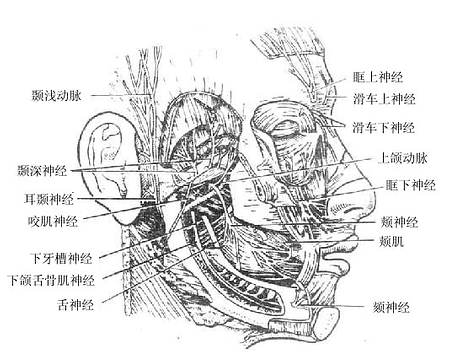 颞浅动脉
颞深神经
耳颞神经
咬肌神经
下牙槽神经
下颌舌骨肌神经
舌神经
眶上神经
滑车上神经
滑车下神经
上颌动脉
眶下神经
颊神经
颊肌
颏神经